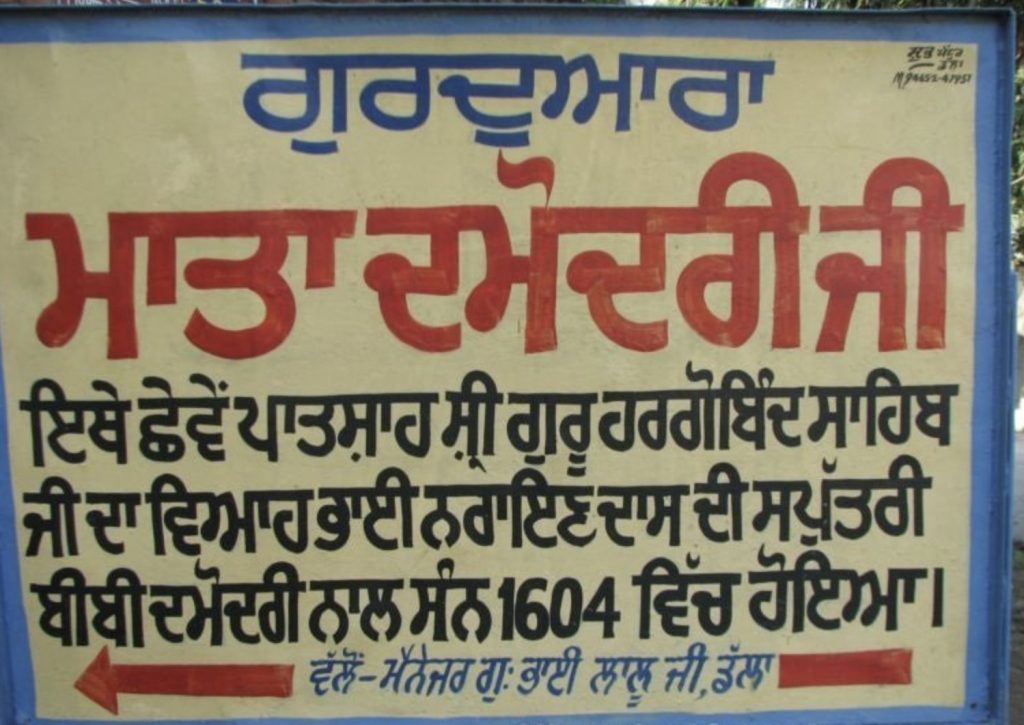 ਗੁਰਦੁਆਰਾ
ਮਾਤਾ ਦਮੋਦਰੀ ਜੀ
ਇਥੇ ਛੇਵੇਂ ਪਾਤਸ਼ਾਹ ਸ਼੍ਰੀ ਗੁਰੂ ਹਰਗੋਬਿੰਦ ਸਾਹਿਬ
ਜੀ ਦਾ ਵਿਆਹ ਭਾਈ ਨਰਾਇਣ ਦਾਸ ਦੀ ਸਪੁੱਤਰੀ
ਬੀਬੀ ਦਮੋਦਰੀ ਨਾਲ ਸੰਨ 1604 ਵਿੱਚ ਹੋਇਆ।
ਵੱਲੋਂ-ਮੈਨੇਜਰ ਗੁ: ਭਾਈ ਲਾਲੂ ਜੀ, ਡੱਲਾ